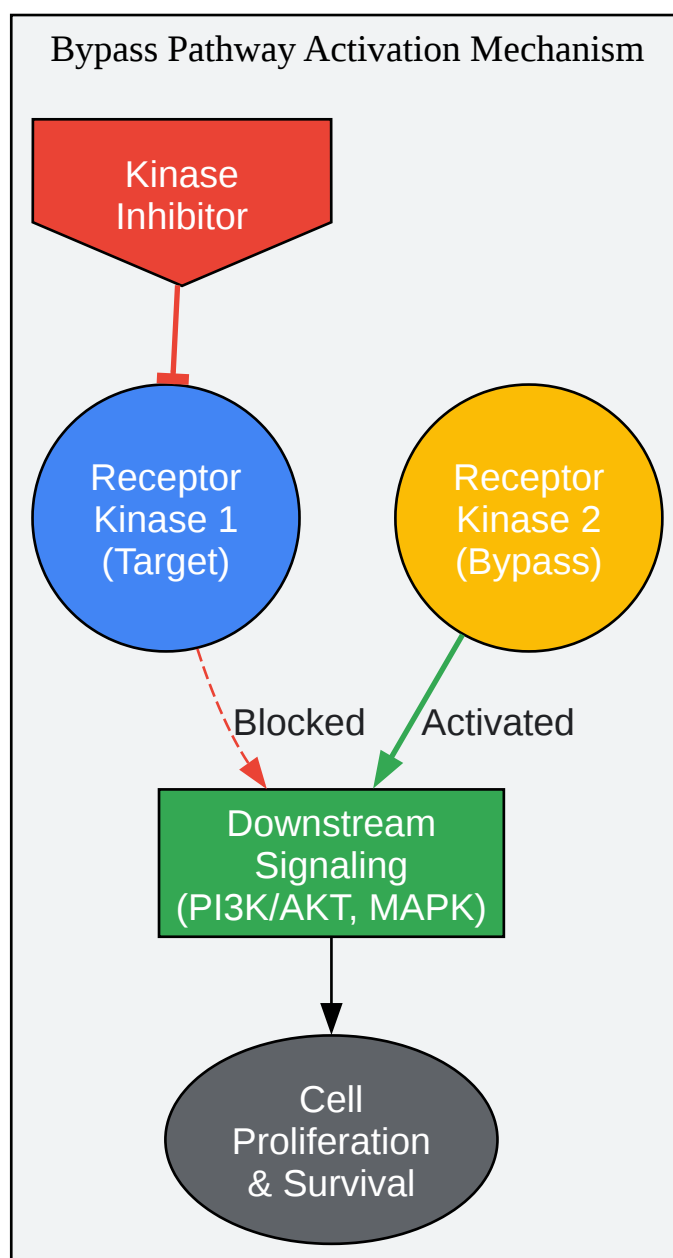 Bypass Pathway Activation Mechanism
Kinase
Inhibitor
Receptor
Kinase 1
(Target)
Receptor
Kinase 2
(Bypass)
Blocked
Activated
Downstream
Signaling
(PI3K/AKT, MAPK)
Cell
Proliferation
& Survival